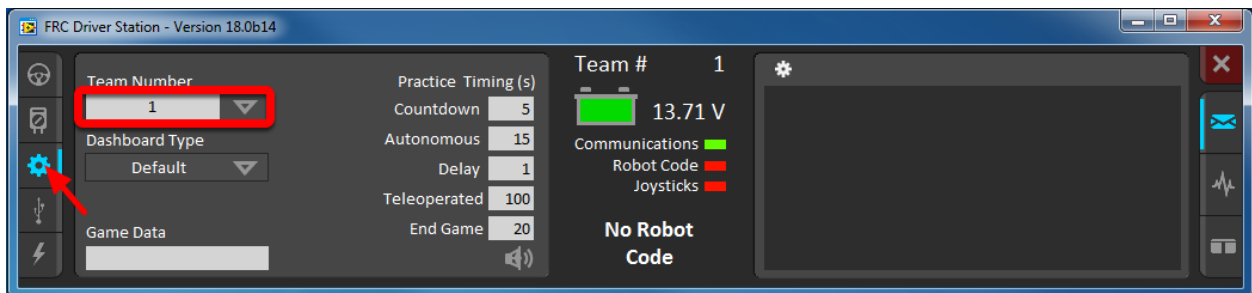 FRC Driver Station - Version 18.0b14
Team Number
1
Dashboard Type
Default
Game Data
Practice Timing (s)
Countdown 5
Autonomous 15
Delay 1
Teleoperated 100
End Game 20
Team # 1
13.71 V
Communications
Robot Code
Joysticks
No Robot
Code